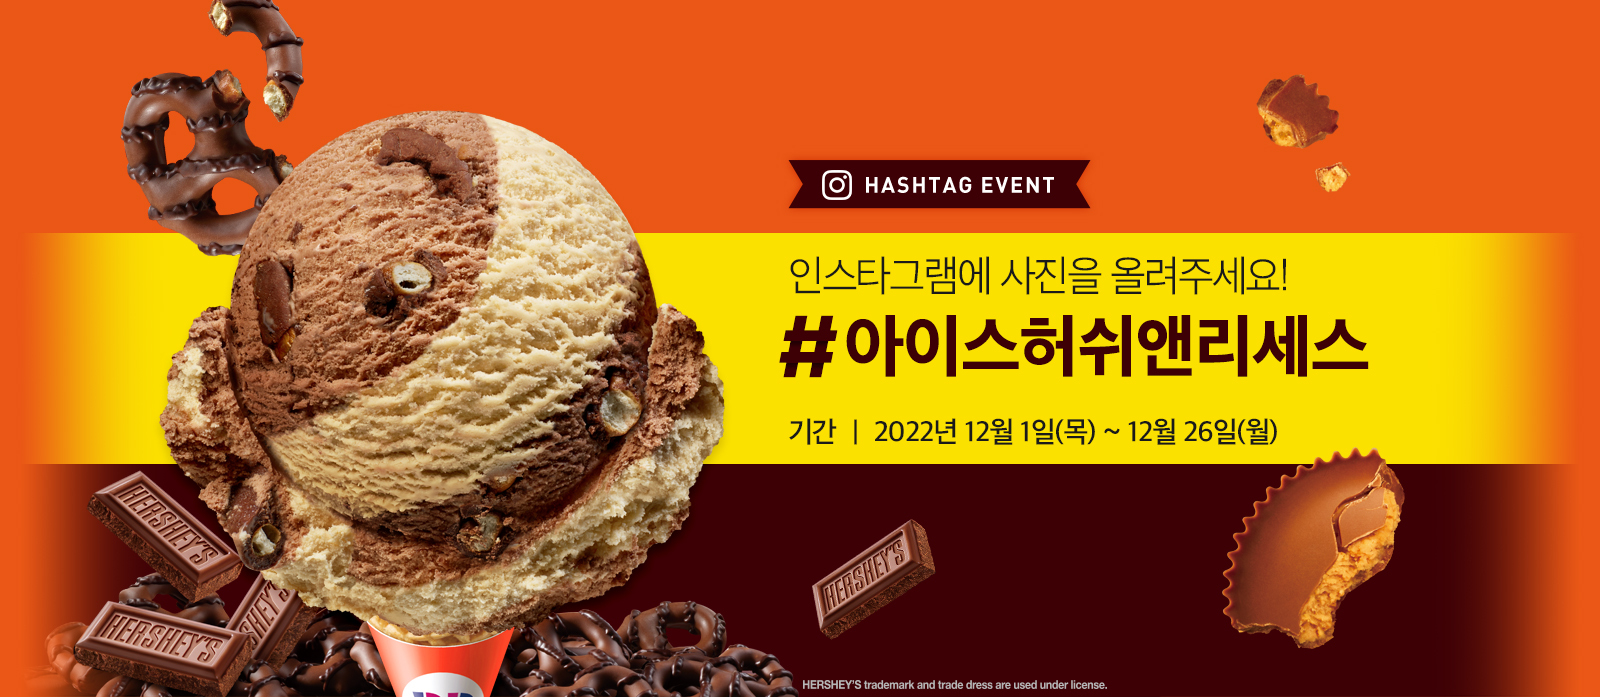 HASHTAG EVENT
인스타그램에 사진을 올려주세요!
#아이스허쉬앤리세스
기간 | 2022년 12월 1일(목) ~ 12월 26일(월)
HERSHEY'S
HERSHEY'S
HERSHEY'S
HERSHEY'S trademark and trade dress are used under license.